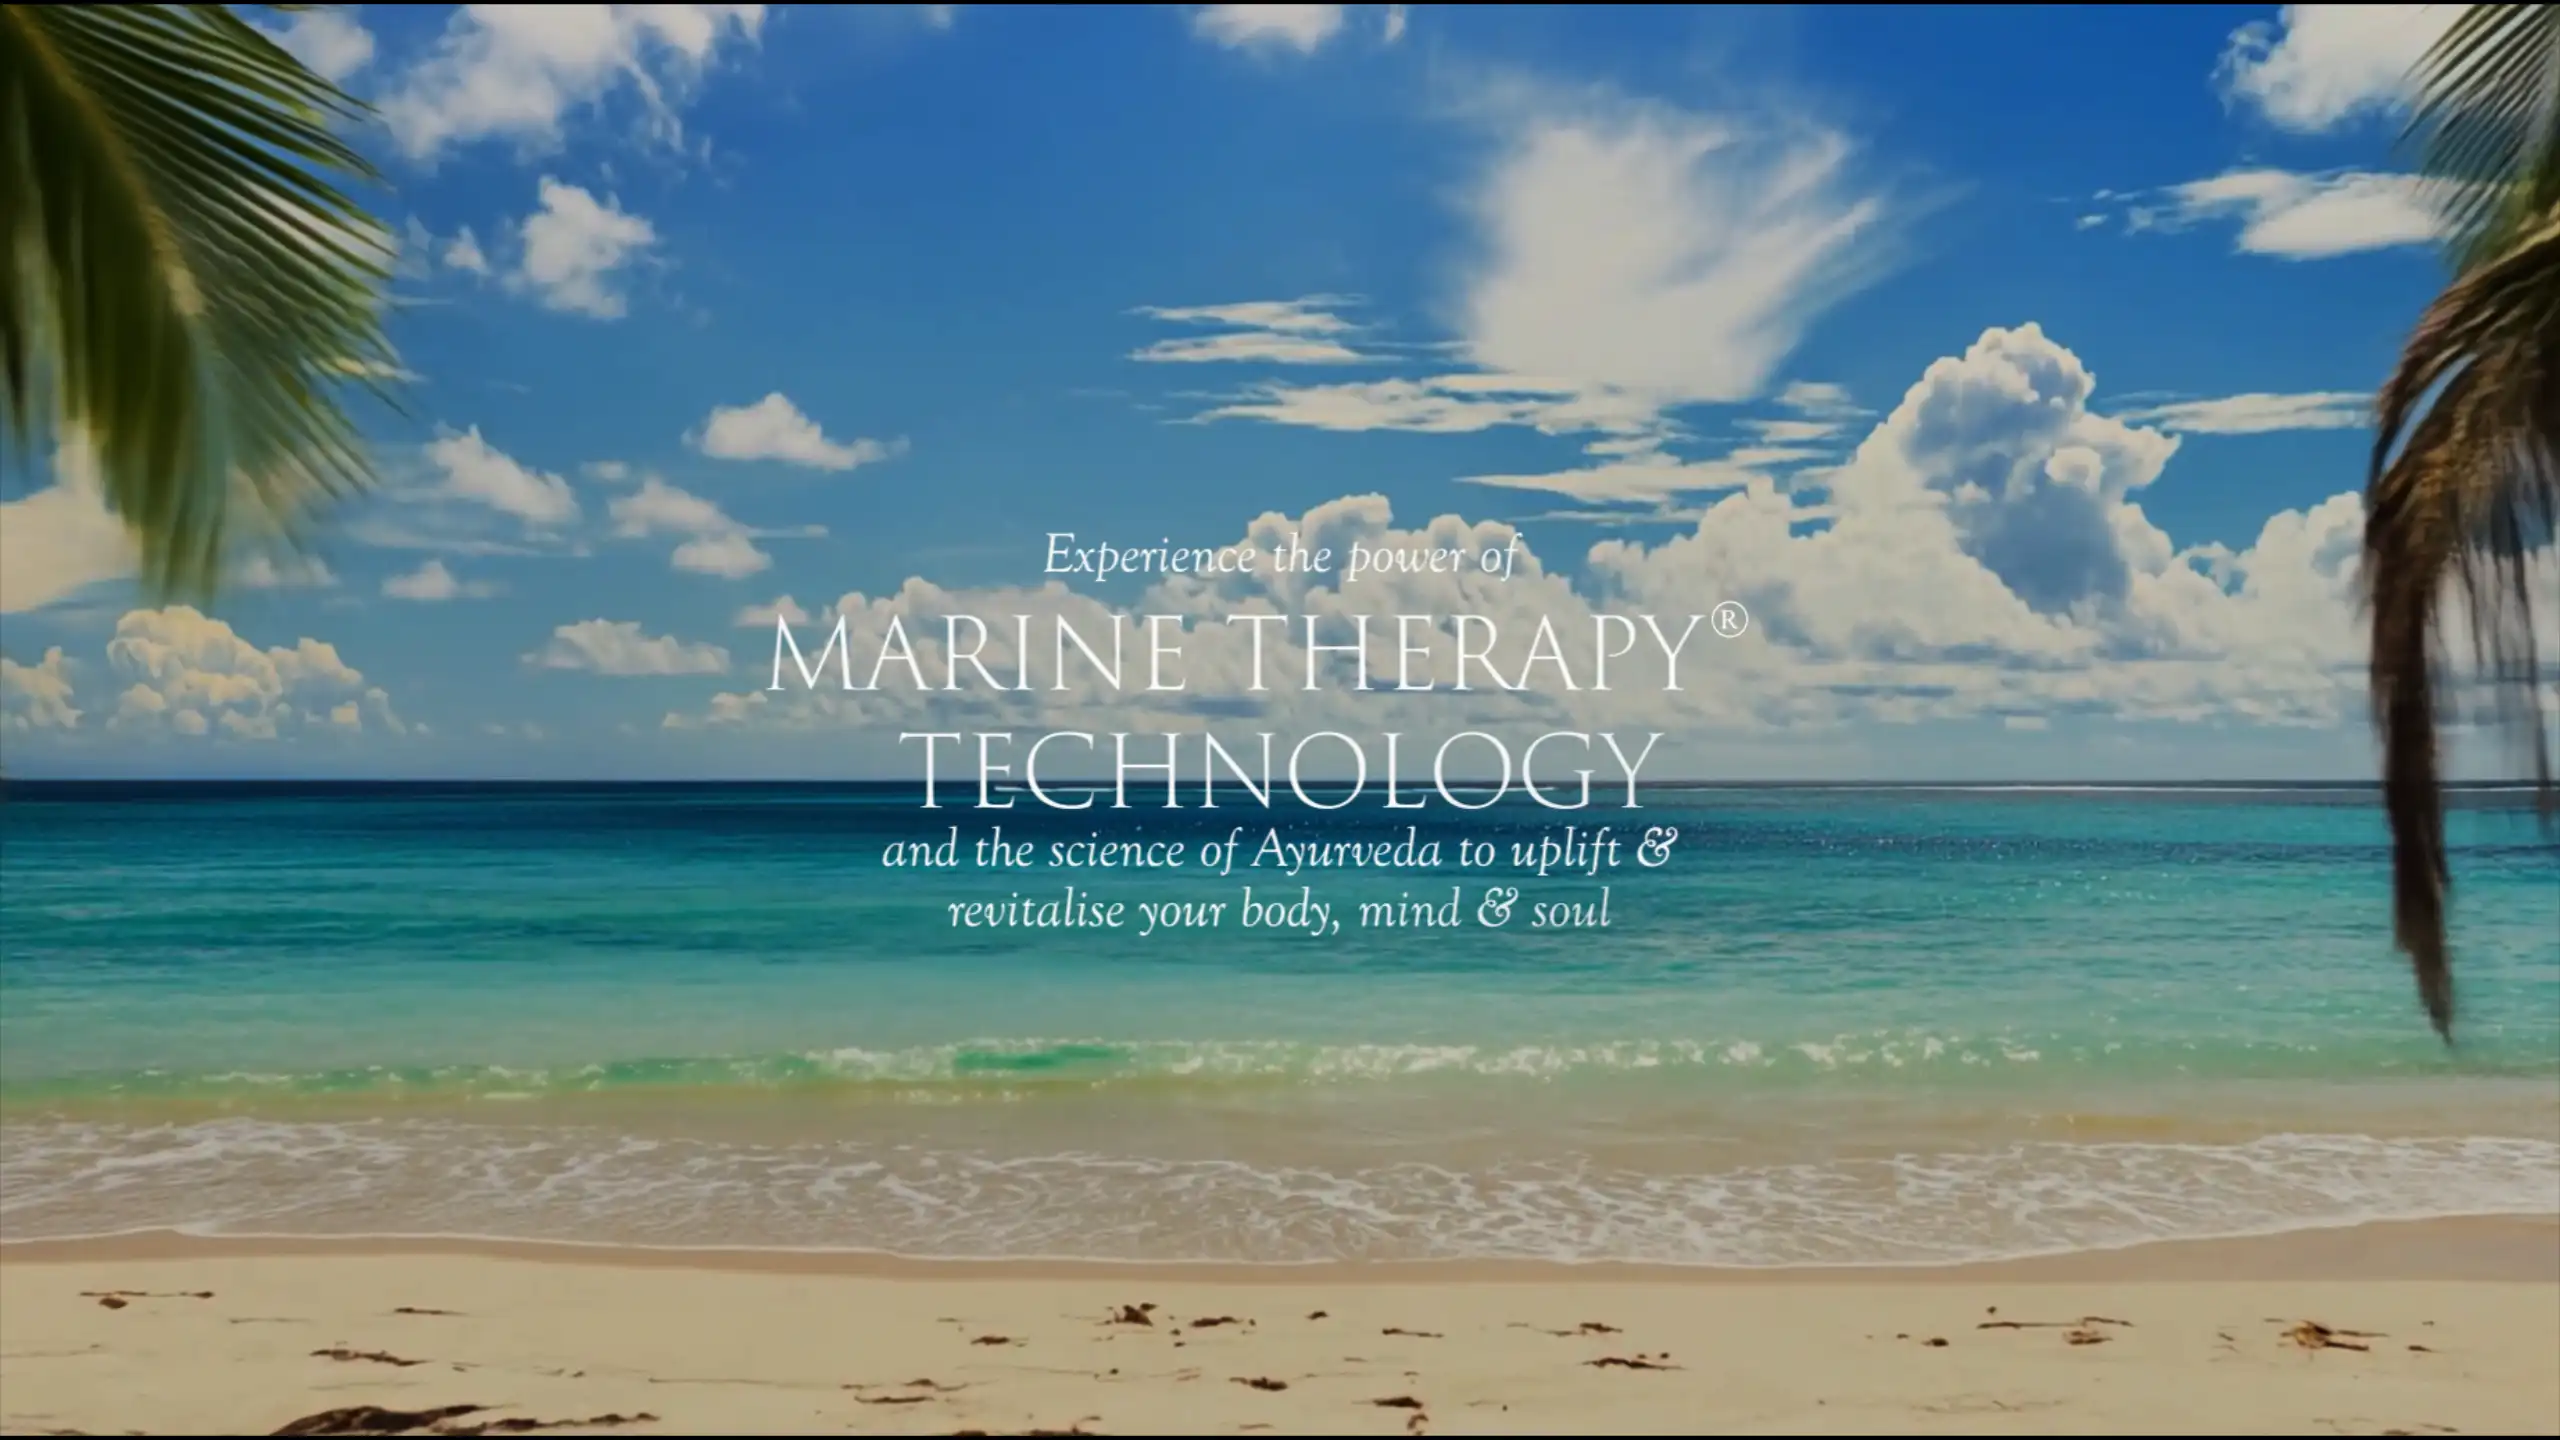 Experience the power of
MARINE THERAPY®
TECHNOLOGY
and the science of Ayurveda to uplift &
revitalise your body, mind & soul